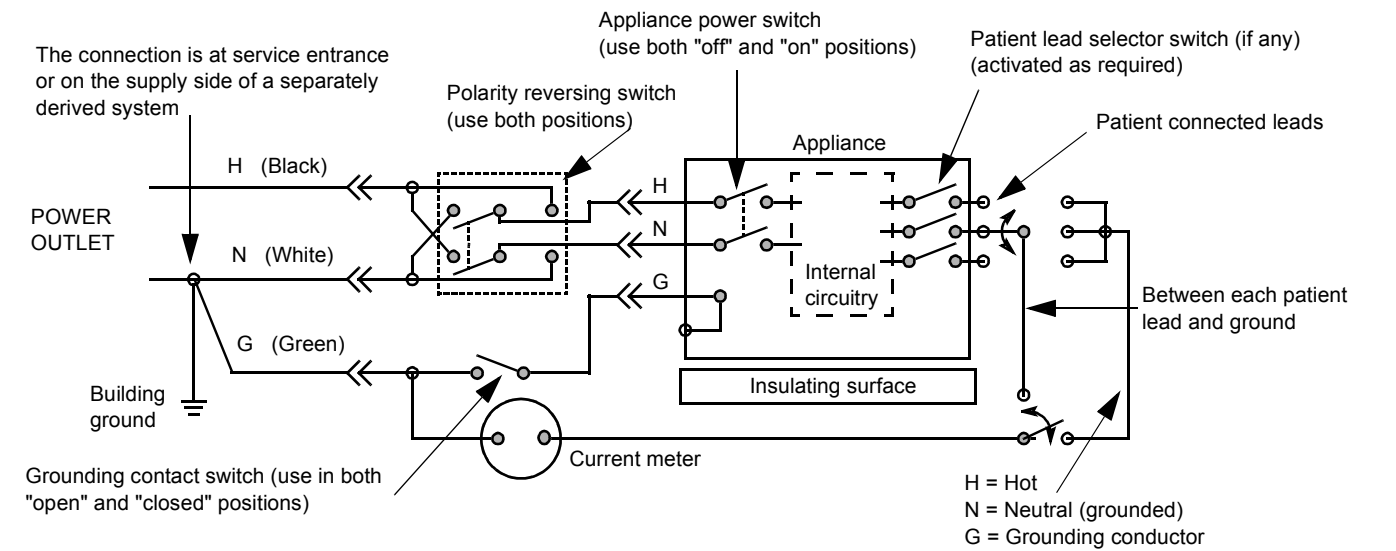 Appliance power switch
(use both "off" and "on" positions)
Patient lead selector switch (if any)
(activated as required)
The connection is at service entrance
or on the supply side of a separately
derived system
Polarity reversing switch
(use both positions)
Patient connected leads
Appliance
H (Black)
H
POWER
OUTLET
N (White)
N
Internal
circuitry
G
Between each patient
lead and ground
G (Green)
Insulating surface
Building
ground
Current meter
Grounding contact switch (use in both
"open" and "closed" positions)
H = Hot
N = Neutral (grounded)
G = Grounding conductor